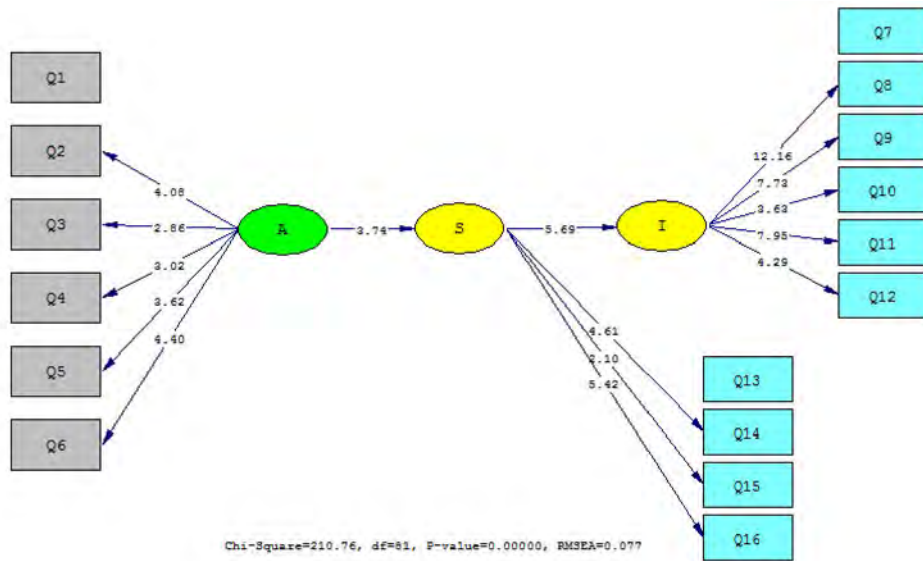 Q1
Q2
Q3
Q4
Q5
Q6
4.08
2.86
3.02
3.62
4.40
A
3.74
S
5.69
I
12.16
7.73
3.63
7.95
4.29
Q7
Q8
Q9
Q10
Q11
Q12
4.61
2.10
5.42
Q13
Q14
Q15
Q16
Chi-Square=210.76, df=81, P-value=0.00000, RMSEA=0.077